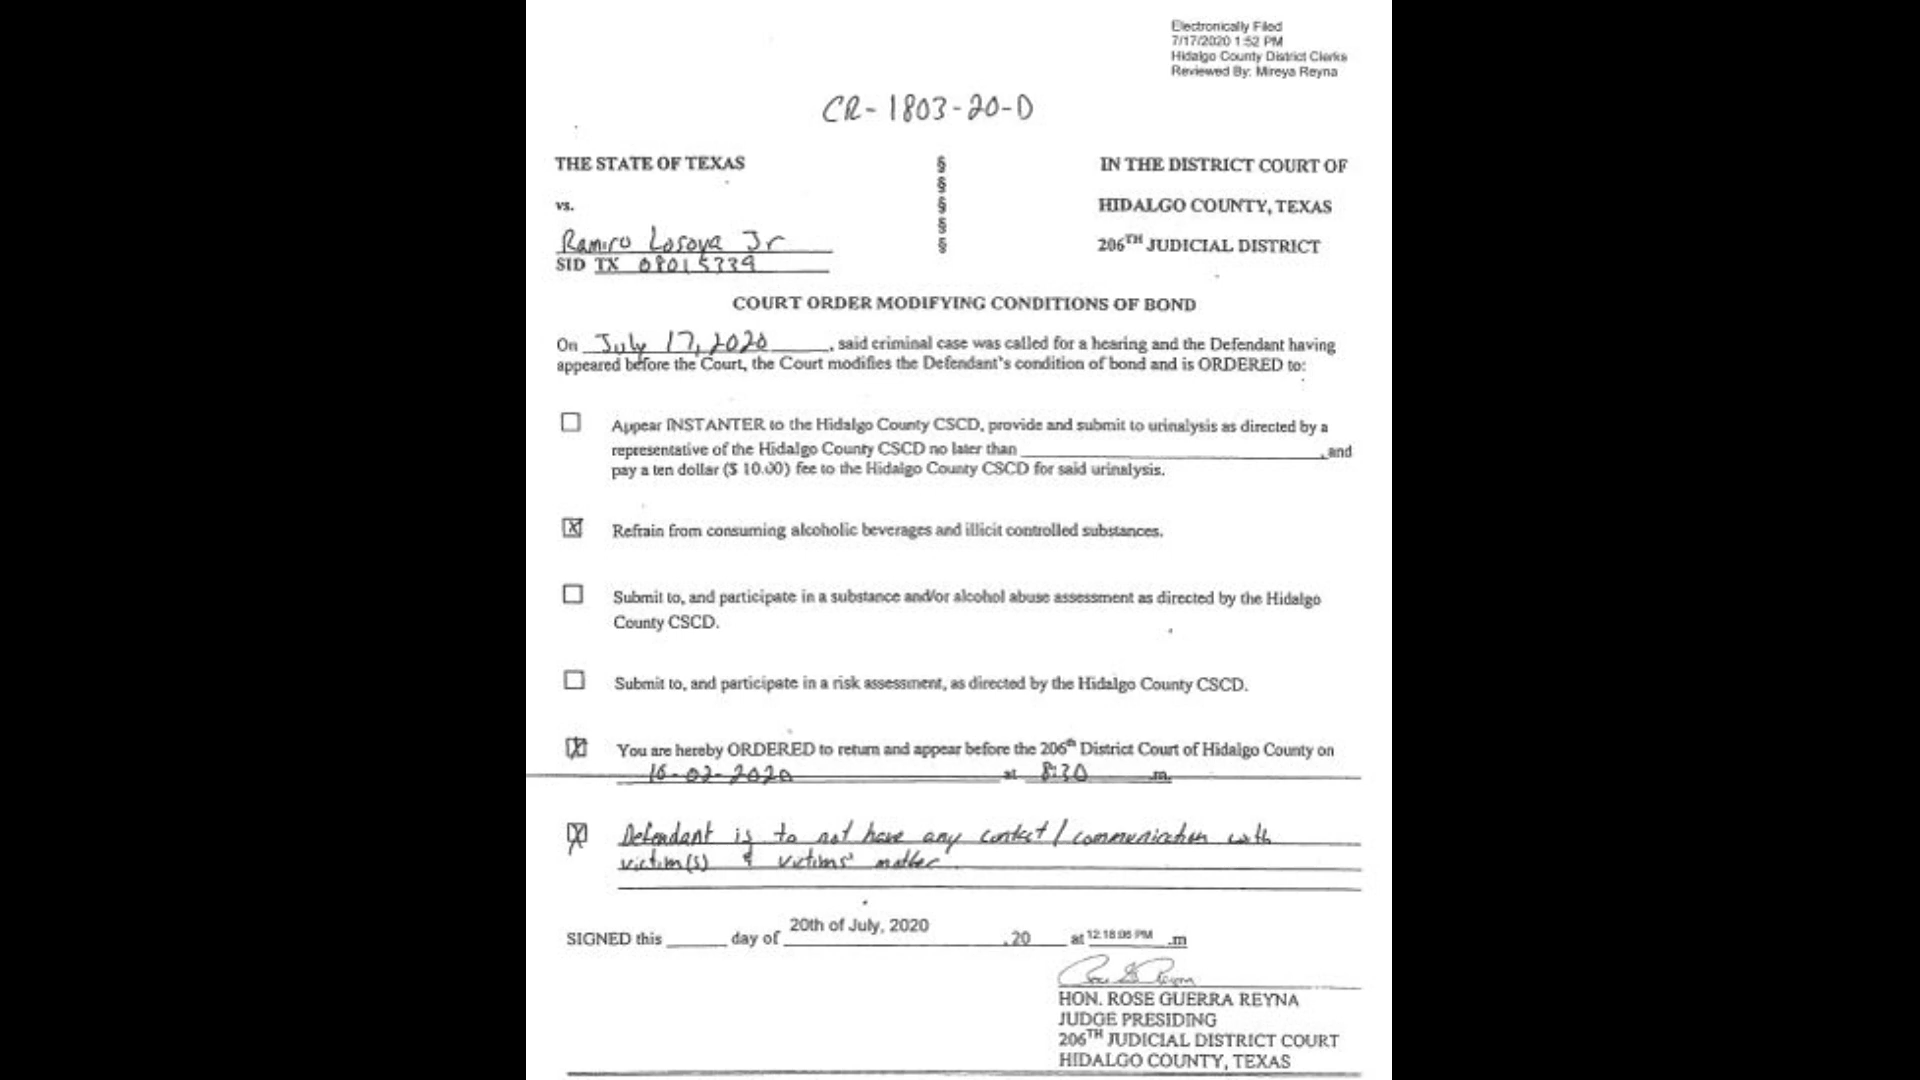 Electronically Filed
7/17/2020 1:52 PM
Hidalgo County District Clerks
Reviewed By: Mireya Reyna
CR-1803-20-D
THE STATE OF TEXAS § IN THE DISTRICT COURT OF
§
vs. § HIDALGO COUNTY, TEXAS
§
Ramiro Losoya Jr § 206TH JUDICIAL DISTRICT
SID TX
COURT ORDER MODIFYING CONDITIONS OF BOND
On July 17, 2020, said criminal case was called for a hearing and the Defendant having
appeared before the Court, the Court modifies the Defendant's condition of bond and is ORDERED to:
Appear INSTANTER to the Hidalgo County CSCD, provide and submit to urinalysis as directed by a
representative of the Hidalgo County CSCD no later than , and
pay a ten dollar ($ 10.00) fee to the Hidalgo County CSCD for said urinalysis.
X Refrain from consuming alcoholic beverages and illicit controlled substances.
Submit to, and participate in a substance and/or alcohol abuse assessment as directed by the Hidalgo
County CSCD.
Submit to, and participate in a risk assessment, as directed by the Hidalgo County CSCD.
X You are hereby ORDERED to return and appear before the 206th District Court of Hidalgo County on
at 8:30 .m.
X Defendant is to not have any contact/communication with
victim(s) & victims' mother.
SIGNED this day of 20th of July, 2020 , 20 at 12:18:06 PM .m
HON. ROSE GUERRA REYNA
JUDGE PRESIDING
206TH JUDICIAL DISTRICT COURT
HIDALGO COUNTY, TEXAS